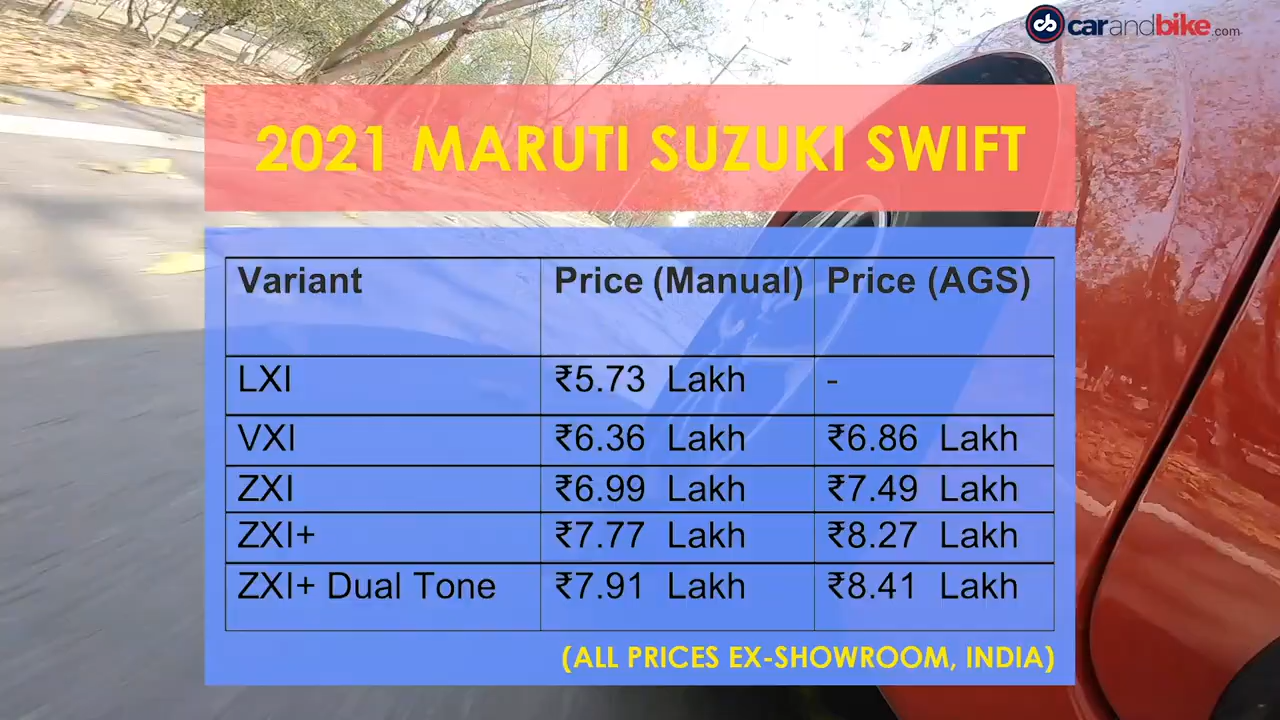 cb carandbike.com
2021 MARUTI SUZUKI SWIFT
Variant Price (Manual) Price (AGS)
LXI ₹5.73 Lakh -
VXI ₹6.36 Lakh ₹6.86 Lakh
ZXI ₹6.99 Lakh ₹7.49 Lakh
ZXI+ ₹7.77 Lakh ₹8.27 Lakh
ZXI+ Dual Tone ₹7.91 Lakh ₹8.41 Lakh
(ALL PRICES EX-SHOWROOM, INDIA)